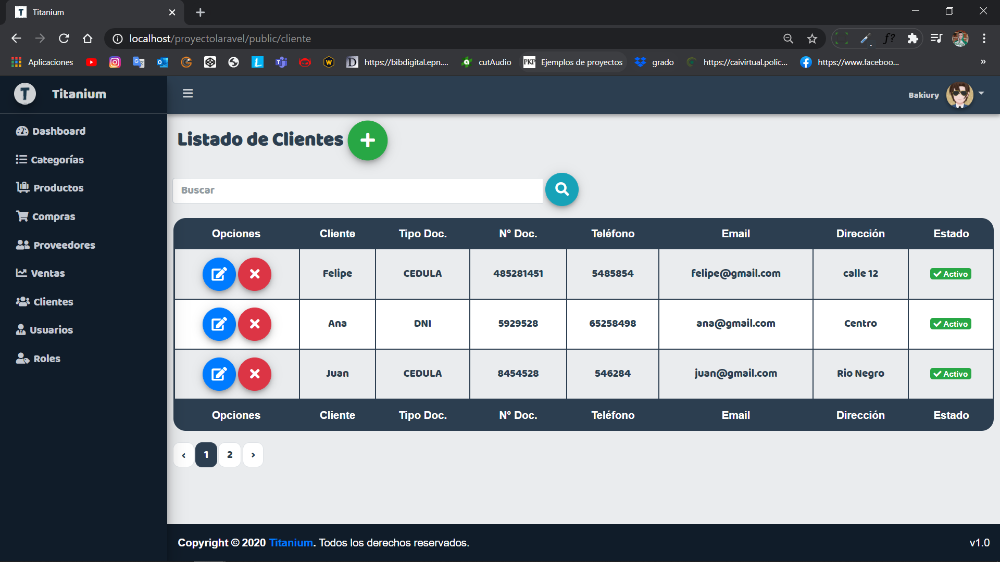 Titanium
localhost/proyectolaravel/public/cliente
f?
Aplicaciones
https://bibdigital.epn....
cutAudio
PKP Ejemplos de proyectos
grado
https://caivirtual.polic...
https://www.faceboo...
»
T Titanium
Bakiury
Dashboard
Categorías
Productos
Compras
Proveedores
Ventas
Clientes
Usuarios
Roles
Listado de Clientes
Buscar
Opciones Cliente Tipo Doc. N° Doc. Teléfono Email Dirección Estado
Felipe CEDULA 485281451 5485854 felipe@gmail.com calle 12 Activo
Ana DNI 5929528 65258498 ana@gmail.com Centro Activo
Juan CEDULA 8454528 546284 juan@gmail.com Rio Negro Activo
Opciones Cliente Tipo Doc. N° Doc. Teléfono Email Dirección Estado
‹ 1 2 ›
Copyright © 2020 Titanium. Todos los derechos reservados.
v1.0